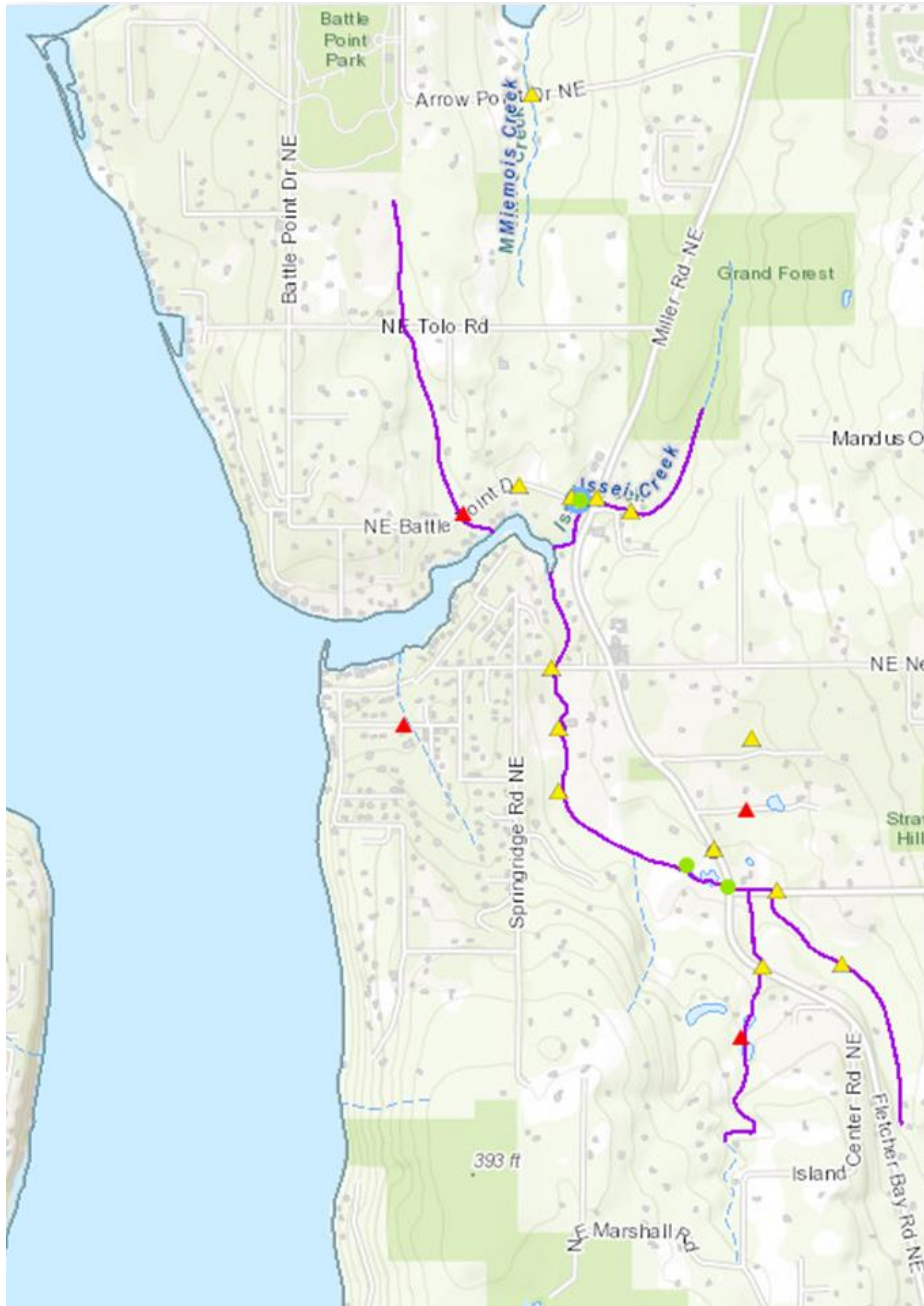 Battle
Point
Park
Arrow Point Dr NE
Miemois Creek
Battle Point Dr NE
Miller Rd NE
Grand Forest
NE Tolo Rd
Mandus O
Issei Creek
NE Battle Point D
NE Ne
Springridge Rd NE
Stra
Hill
Center Rd NE
Fletcher Bay Rd NE
393 ft
Island
NE Marshall Rd